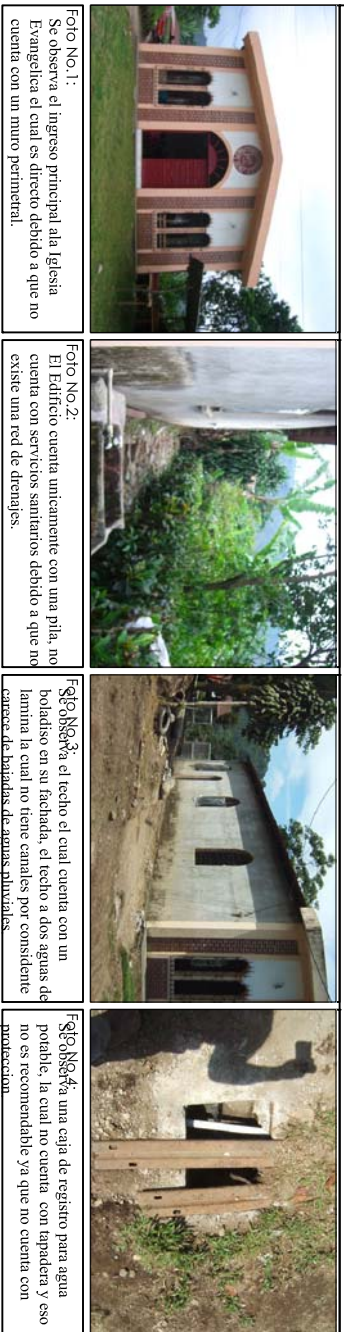 Foto No.1:
Se observa el ingreso principal ala Iglesia
Evangelica el cual es directo debido a que no
cuenta con un muro perimetral.
Foto No.2:
El Edificio cuenta unicamente con una pila, no
cuenta con servicios sanitarios debido a que no
existe una red de drenajes.
Foto No.3:
Se observa el techo el cual cuenta con un
boladiso en su fachada, el techo a dos aguas de
lamina la cual no tiene canales por considente
carece de bajadas de aguas pluviales
Foto No.4:
Se observa una caja de registro para agua
potable, la cual no cuenta con tapadera y eso
no es recomendable ya que no cuenta con
proteccion